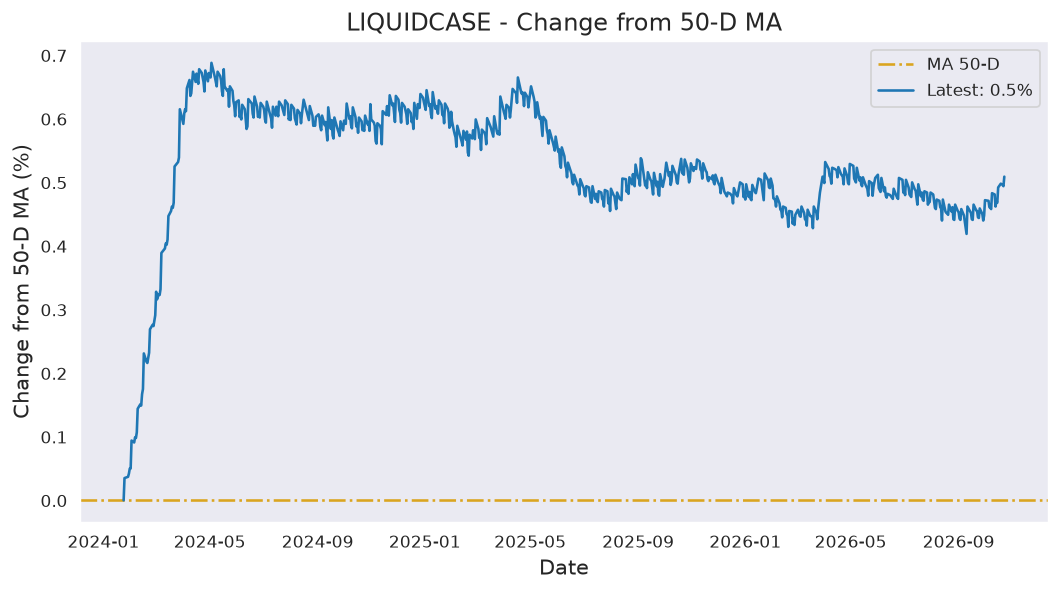 LIQUIDCASE - Change from 50-D MA
MA 50-D
Latest: 0.5%
Change from 50-D MA (%)
0.7
0.6
0.5
0.4
0.3
0.2
0.1
0.0
2024-01 2024-05 2024-09 2025-01 2025-05 2025-09 2026-01 2026-05 2026-09
Date